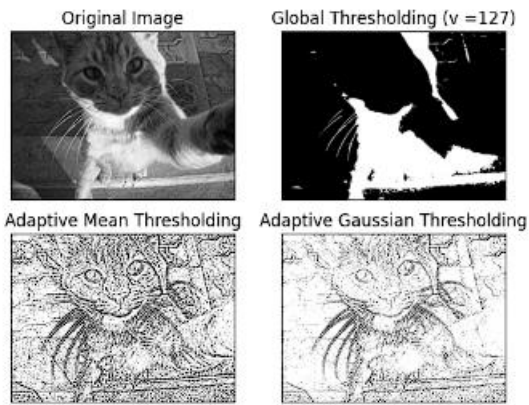 Original Image
Global Thresholding (v =127)
Adaptive Mean Thresholding
Adaptive Gaussian Thresholding